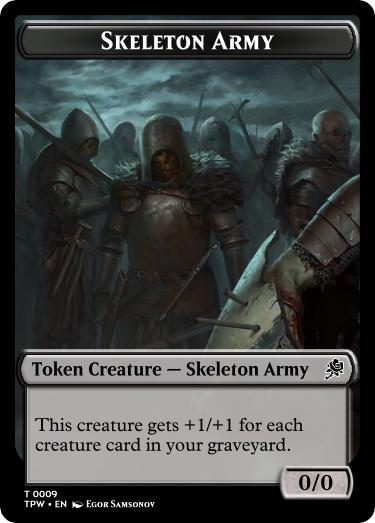 Skeleton Army
Token Creature — Skeleton Army
This creature gets +1/+1 for each
creature card in your graveyard.
0/0
T 0009
TPW • EN Egor Samsonov